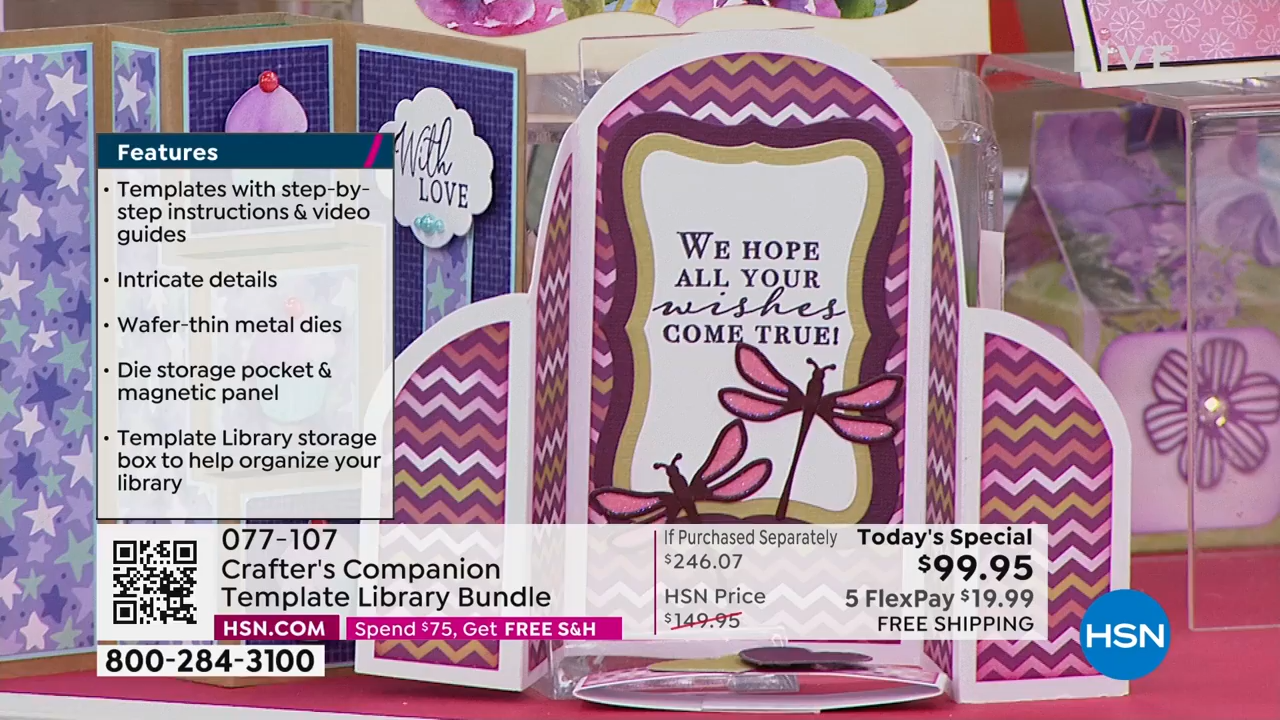 LIVE
Features
• Templates with step-by-
step instructions & video
guides
• Intricate details
• Wafer-thin metal dies
• Die storage pocket &
magnetic panel
• Template Library storage
box to help organize your
library
With
LOVE
WE HOPE
ALL YOUR
wishes
COME TRUE!
077-107
Crafter's Companion
Template Library Bundle
HSN.COM
Spend $75, Get FREE S&H
800-284-3100
If Purchased Separately
$246.07
HSN Price
$149.95
Today's Special
$99.95
5 FlexPay $19.99
FREE SHIPPING
HSN